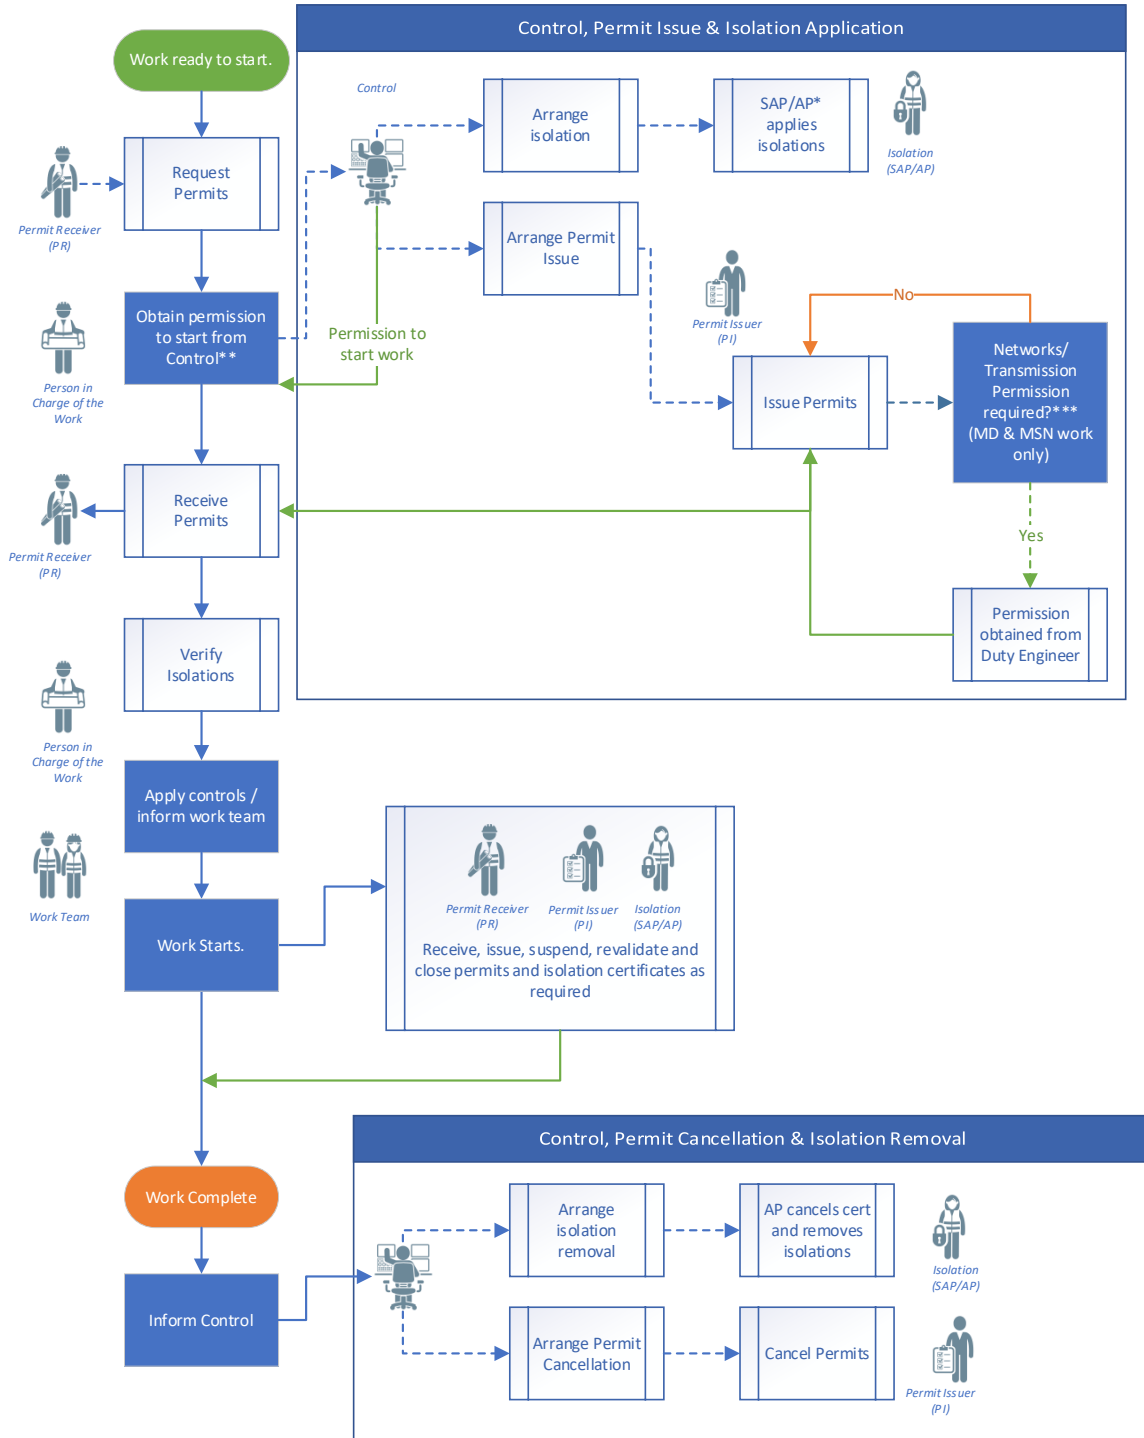 Control, Permit Issue & Isolation Application
Work ready to start.
Control
Arrange
isolation
SAP/AP*
applies
isolations
Isolation
(SAP/AP)
Request
Permits
Permit Receiver
(PR)
Arrange Permit
Issue
Permit Issuer
(PI)
Obtain permission
to start from
Control**
Person in
Charge of the
Work
Permission to
start work
No
Networks/
Transmission
Permission
required?***
(MD & MSN work
only)
Issue Permits
Yes
Permission
obtained from
Duty Engineer
Receive
Permits
Permit Receiver
(PR)
Verify
Isolations
Person in
Charge of the
Work
Apply controls /
inform work team
Work Team
Work Starts.
Permit Receiver
(PR)
Permit Issuer
(PI)
Isolation
(SAP/AP)
Receive, issue, suspend, revalidate and
close permits and isolation certificates as
required
Control, Permit Cancellation & Isolation Removal
Work Complete
Arrange
isolation
removal
AP cancels cert
and removes
isolations
Isolation
(SAP/AP)
Inform Control
Arrange Permit
Cancellation
Cancel Permits
Permit Issuer
(PI)